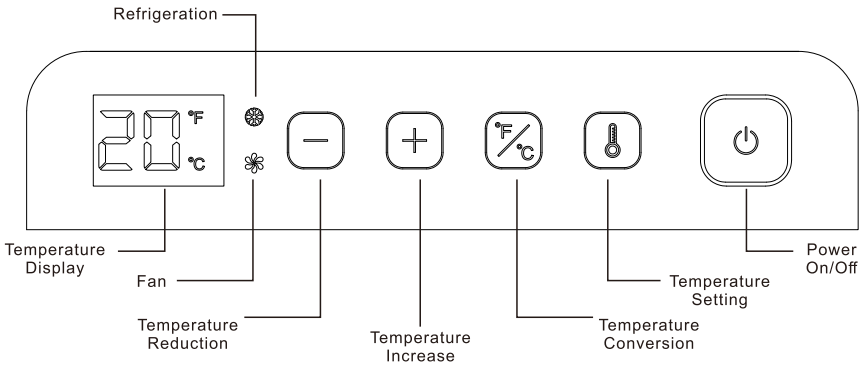 Refrigeration
20
°F
°C
°F
°C
Temperature
Display
Fan
Temperature
Reduction
Temperature
Increase
Temperature
Conversion
Temperature
Setting
Power
On/Off